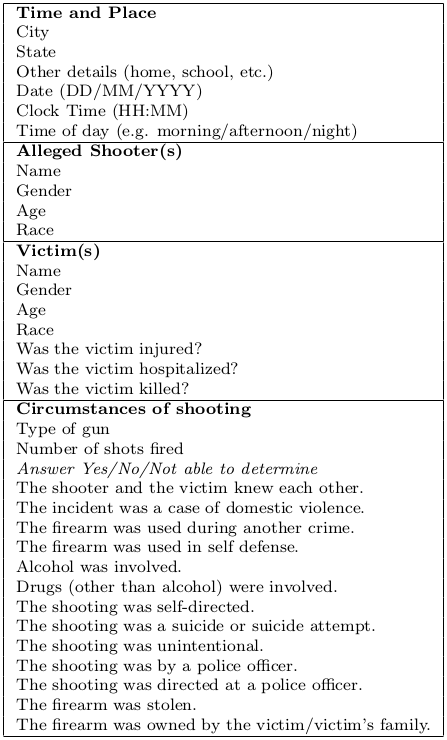 Time and Place
City
State
Other details (home, school, etc.)
Date (DD/MM/YYYY)
Clock Time (HH:MM)
Time of day (e.g. morning/afternoon/night)
Alleged Shooter(s)
Name
Gender
Age
Race
Victim(s)
Name
Gender
Age
Race
Was the victim injured?
Was the victim hospitalized?
Was the victim killed?
Circumstances of shooting
Type of gun
Number of shots fired
Answer Yes/No/Not able to determine
The shooter and the victim knew each other.
The incident was a case of domestic violence.
The firearm was used during another crime.
The firearm was used in self defense.
Alcohol was involved.
Drugs (other than alcohol) were involved.
The shooting was self-directed.
The shooting was a suicide or suicide attempt.
The shooting was unintentional.
The shooting was by a police officer.
The shooting was directed at a police officer.
The firearm was stolen.
The firearm was owned by the victim/victim's family.